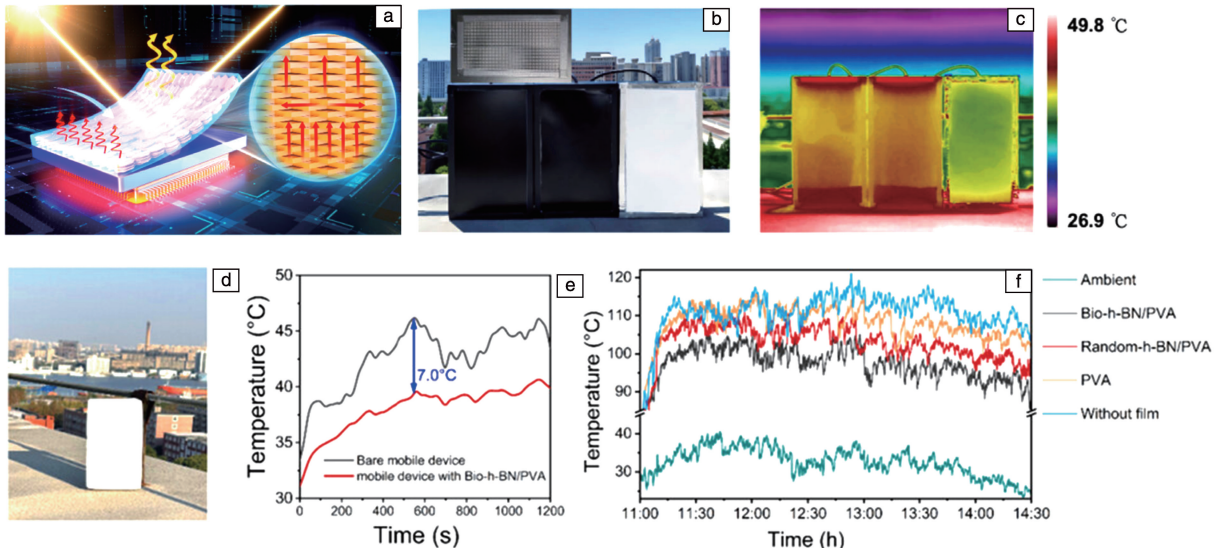 a
b
c
49.8 ℃
26.9 ℃
d
e
Temperature (°C)
50
45
40
35
30
7.0°C
Bare mobile device
mobile device with Bio-h-BN/PVA
0
200
400
600
800
1000
1200
Time (s)
f
Temperature (°C)
120
110
100
90
40
30
11:00
11:30
12:00
12:30
13:00
13:30
14:00
14:30
Time (h)
Ambient
Bio-h-BN/PVA
Random-h-BN/PVA
PVA
Without film